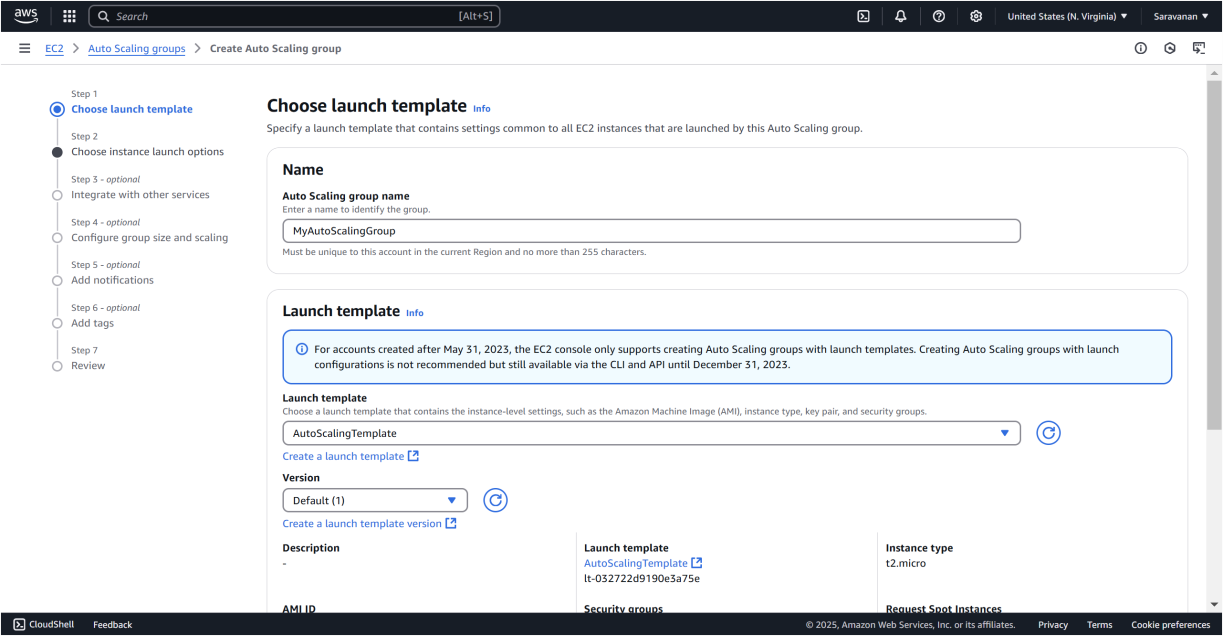 aws
Search [Alt+S]
United States (N. Virginia)
Saravanan
EC2 > Auto Scaling groups > Create Auto Scaling group
Step 1
Choose launch template
Step 2
Choose instance launch options
Step 3 - optional
Integrate with other services
Step 4 - optional
Configure group size and scaling
Step 5 - optional
Add notifications
Step 6 - optional
Add tags
Step 7
Review
Choose launch template Info
Specify a launch template that contains settings common to all EC2 instances that are launched by this Auto Scaling group.
Name
Auto Scaling group name
Enter a name to identify the group.
MyAutoScalingGroup
Must be unique to this account in the current Region and no more than 255 characters.
Launch template Info
For accounts created after May 31, 2023, the EC2 console only supports creating Auto Scaling groups with launch templates. Creating Auto Scaling groups with launch
configurations is not recommended but still available via the CLI and API until December 31, 2023.
Launch template
Choose a launch template that contains the instance-level settings, such as the Amazon Machine Image (AMI), instance type, key pair, and security groups.
AutoScalingTemplate
Create a launch template
Version
Default (1)
Create a launch template version
Description
-
Launch template
AutoScalingTemplate
lt-032722d9190e3a75e
Instance type
t2.micro
AMI ID
Security groups
Request Spot Instances
CloudShell
Feedback
© 2025, Amazon Web Services, Inc. or its affiliates.
Privacy
Terms
Cookie preferences